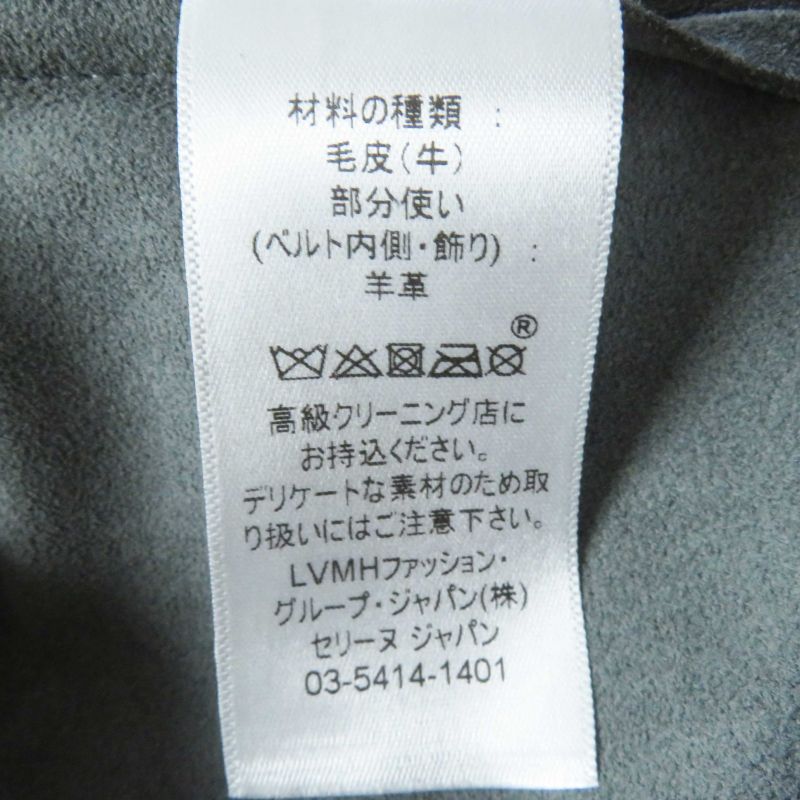 材料の種類 :
毛皮(牛)
部分使い
(ベルト内側・飾り) :
羊革
®
高級クリーニング店に
お持込ください。
デリケートな素材のため取
り扱いにはご注意下さい。
LVMHファッション・
グループ・ジャパン(株)
セリーヌ ジャパン
03-5414-1401